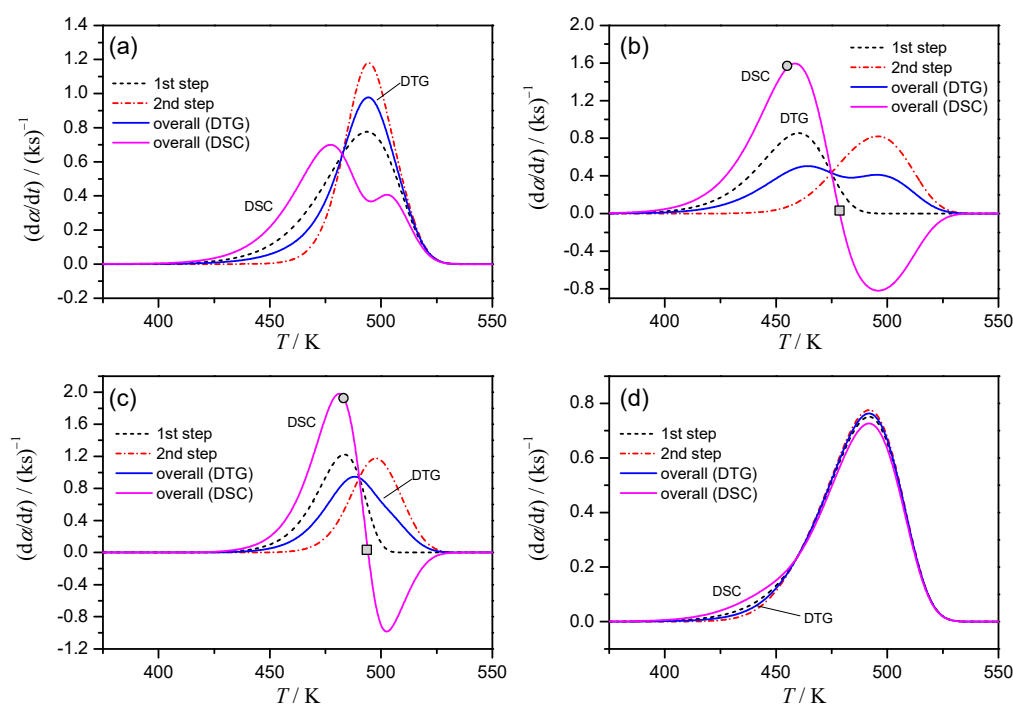 (a)
1st step
2nd step
overall (DTG)
overall (DSC)
DTG
DSC
1.4
1.2
1.0
0.8
0.6
0.4
0.2
0.0
-0.2
400
450
500
550
(dα/dt) / (ks)⁻¹
T / K
(b)
1st step
2nd step
overall (DTG)
overall (DSC)
DSC
DTG
2.0
1.6
1.2
0.8
0.4
0.0
-0.4
-0.8
400
450
500
550
(dα/dt) / (ks)⁻¹
T / K
(c)
1st step
2nd step
overall (DTG)
overall (DSC)
DSC
DTG
2.0
1.6
1.2
0.8
0.4
0.0
-0.4
-0.8
-1.2
400
450
500
550
(dα/dt) / (ks)⁻¹
T / K
(d)
1st step
2nd step
overall (DTG)
overall (DSC)
DSC
DTG
0.8
0.6
0.4
0.2
0.0
400
450
500
550
(dα/dt) / (ks)⁻¹
T / K